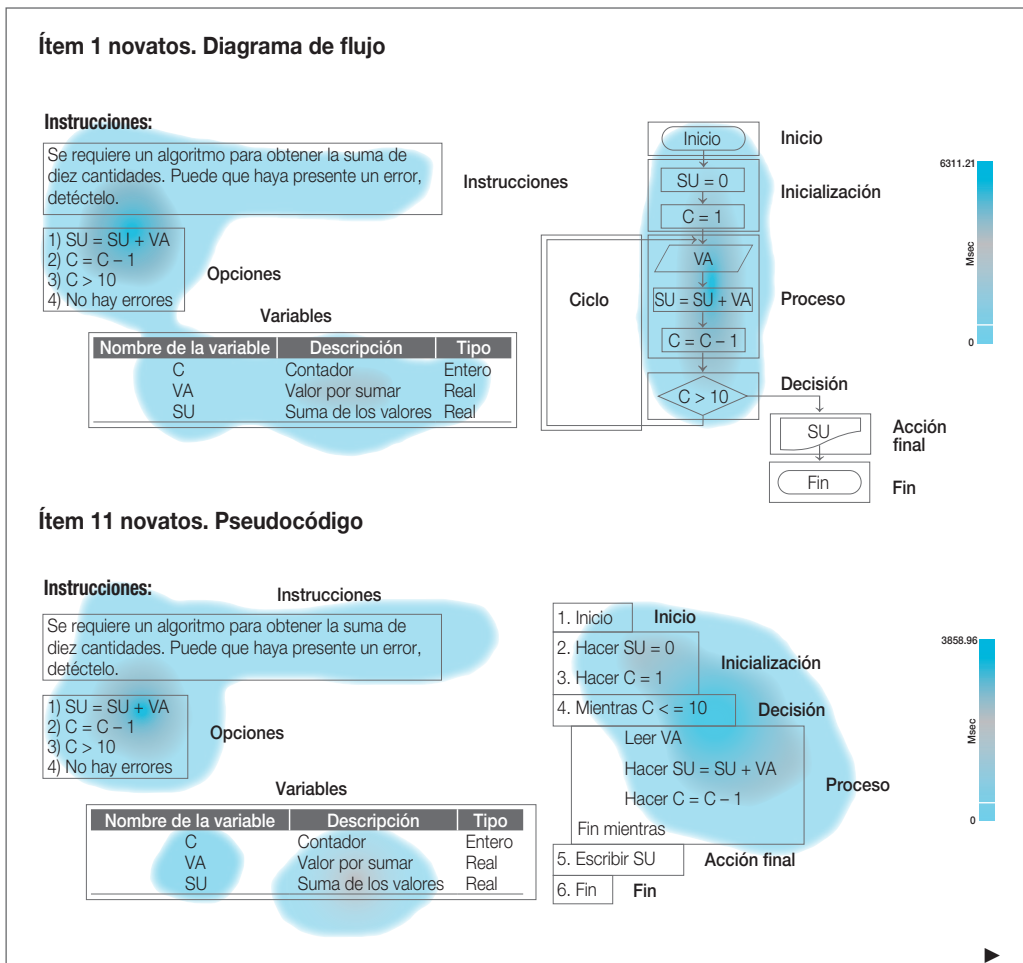 Ítem 1 novatos. Diagrama de flujo
Instrucciones:
Se requiere un algoritmo para obtener la suma de
diez cantidades. Puede que haya presente un error,
detéctelo.
Instrucciones
1) SU = SU + VA
2) C = C – 1
3) C > 10
4) No hay errores
Opciones
Variables
Nombre de la variable Descripción Tipo
C Contador Entero
VA Valor por sumar Real
SU Suma de los valores Real
Inicio
Inicio
SU = 0
Inicialización
C = 1
VA
Ciclo
SU = SU + VA
Proceso
C = C – 1
Decisión
C > 10
SU
Acción
final
Fin
Fin
6311.21
Msec
0
Ítem 11 novatos. Pseudocódigo
Instrucciones:
Instrucciones
Se requiere un algoritmo para obtener la suma de
diez cantidades. Puede que haya presente un error,
detéctelo.
1) SU = SU + VA
2) C = C – 1
3) C > 10
4) No hay errores
Opciones
Variables
Nombre de la variable Descripción Tipo
C Contador Entero
VA Valor por sumar Real
SU Suma de los valores Real
1. Inicio Inicio
2. Hacer SU = 0
Inicialización
3. Hacer C = 1
4. Mientras C < = 10 Decisión
Leer VA
Hacer SU = SU + VA
Proceso
Hacer C = C – 1
Fin mientras
5. Escribir SU Acción final
6. Fin Fin
3858.96
Msec
0